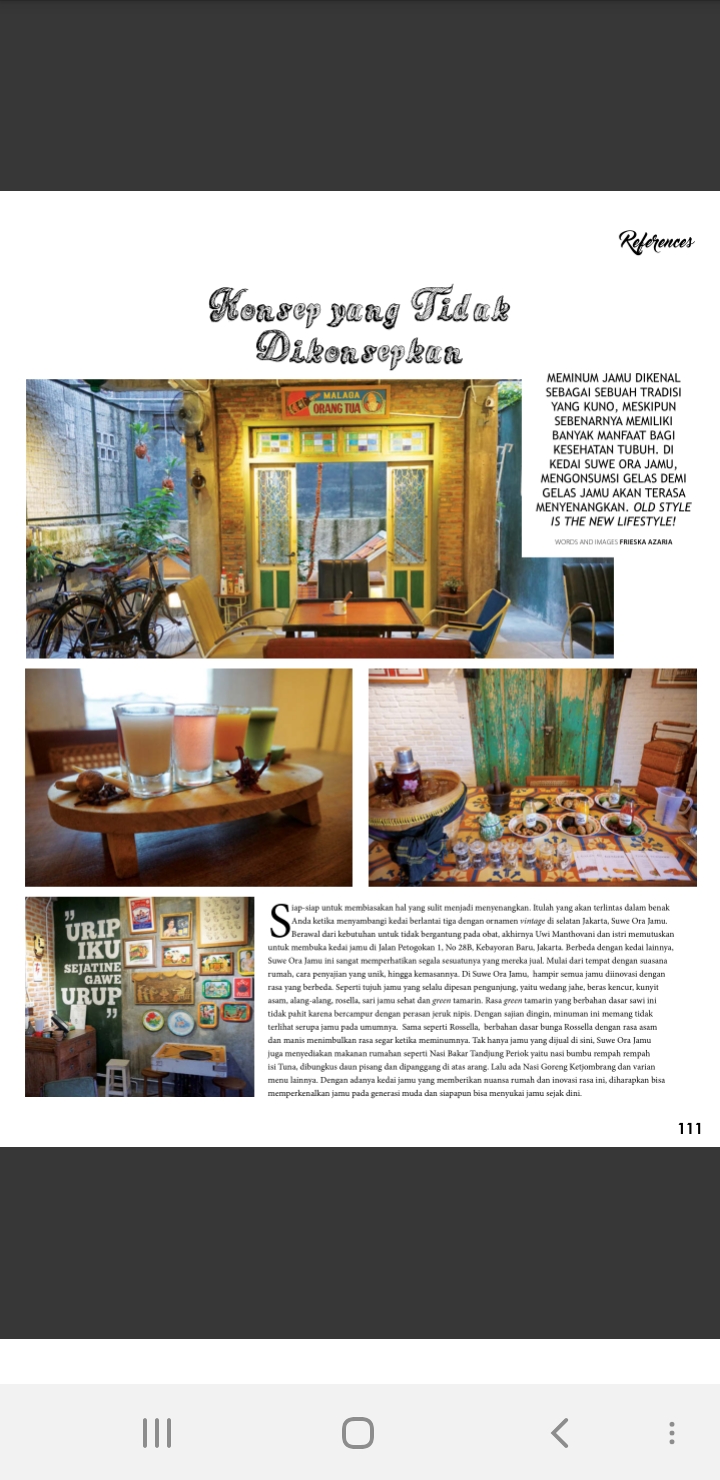 References
Konsep yang Tidak
Dikonsepkan
MEMINUM JAMU DIKENAL
SEBAGAI SEBUAH TRADISI
YANG KUNO, MESKIPUN
SEBENARNYA MEMILIKI
BANYAK MANFAAT BAGI
KESEHATAN TUBUH. DI
KEDAI SUWE ORA JAMU,
MENGONSUMSI GELAS DEMI
GELAS JAMU AKAN TERASA
MENYENANGKAN. OLD STYLE
IS THE NEW LIFESTYLE!
WORDS AND IMAGES FRIESKA AZARIA
MALAGA
ORANG TUA
" URIP
IKU
SEJATINE
GAWE
URUP
"
Siap-siap untuk membiasakan hal yang sulit menjadi menyenangkan. Itulah yang akan terlintas dalam benak
Anda ketika menyambangi kedai berlantai tiga dengan ornamen vintage di selatan Jakarta, Suwe Ora Jamu.
Berawal dari kebutuhan untuk tidak bergantung pada obat, akhirnya Uwi Manthovani dan istri memutuskan
untuk membuka kedai jamu di Jalan Petogokan 1, No 28B, Kebayoran Baru, Jakarta. Berbeda dengan kedai lainnya,
Suwe Ora Jamu ini sangat memperhatikan segala sesuatunya yang mereka jual. Mulai dari tempat dengan suasana
rumah, cara penyajian yang unik, hingga kemasannya. Di Suwe Ora Jamu, hampir semua jamu diinovasi dengan
rasa yang berbeda. Seperti tujuh jamu yang selalu dipesan pengunjung, yaitu wedang jahe, beras kencur, kunyit
asam, alang-alang, rosella, sari jamu sehat dan green tamarin. Rasa green tamarin yang berbahan dasar sawi ini
tidak pahit karena bercampur dengan perasan jeruk nipis. Dengan sajian dingin, minuman ini memang tidak
terlihat serupa jamu pada umumnya. Sama seperti Rossella, berbahan dasar bunga Rossella dengan rasa asam
dan manis menimbulkan rasa segar ketika meminumnya. Tak hanya jamu yang dijual di sini, Suwe Ora Jamu
juga menyediakan makanan rumahan seperti Nasi Bakar Tandjung Periok yaitu nasi bumbu rempah rempah
isi Tuna, dibungkus daun pisang dan dipanggang di atas arang. Lalu ada Nasi Goreng Ketjombrang dan varian
menu lainnya. Dengan adanya kedai jamu yang memberikan nuansa rumah dan inovasi rasa ini, diharapkan bisa
memperkenalkan jamu pada generasi muda dan siapapun bisa menyukai jamu sejak dini.
111